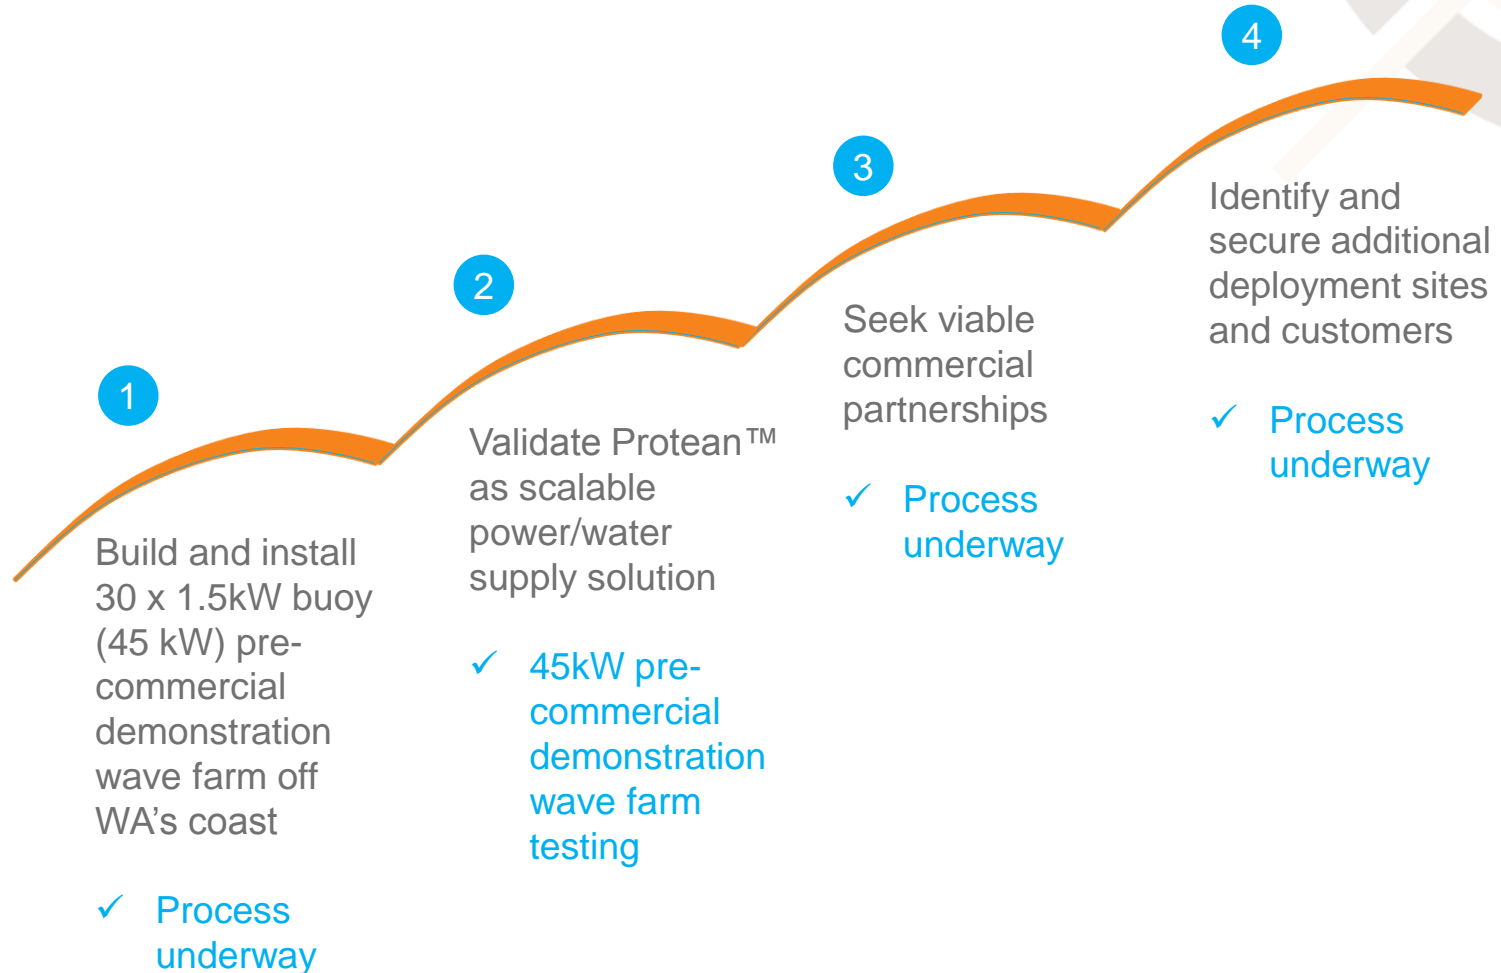 1
Build and install
30 x 1.5kW buoy
(45 kW) pre-
commercial
demonstration
wave farm off
WA's coast
✓ Process
underway
2
Validate Protean™
as scalable
power/water
supply solution
✓ 45kW pre-
commercial
demonstration
wave farm
testing
3
Seek viable
commercial
partnerships
✓ Process
underway
4
Identify and
secure additional
deployment sites
and customers
✓ Process
underway